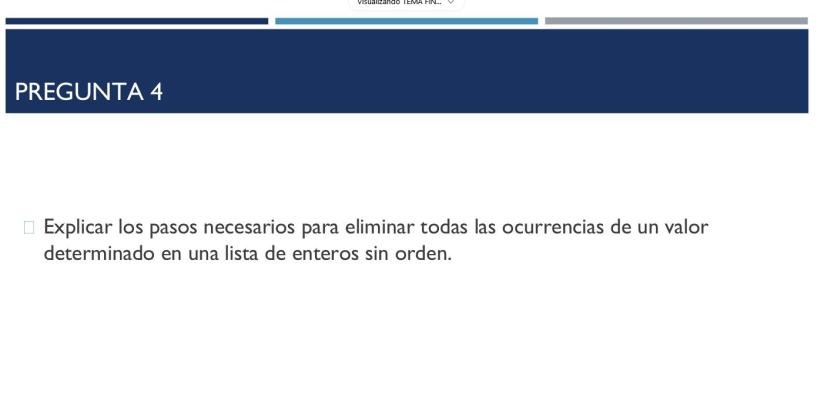 Visualizando TEMA FIN...
PREGUNTA 4
Explicar los pasos necesarios para eliminar todas las ocurrencias de un valor
determinado en una lista de enteros sin orden.